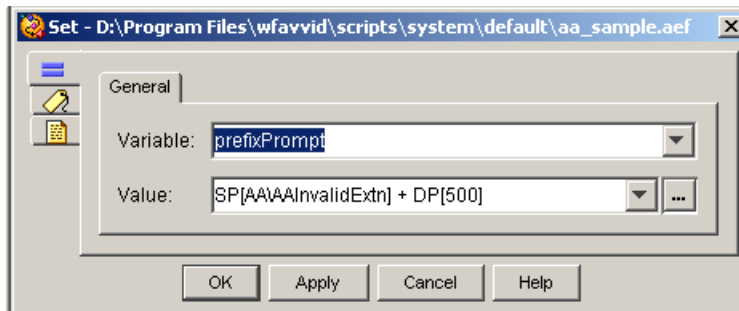 Set - D:\Program Files\wfavvid\scripts\system\default\aa_sample.aef
General
Variable: prefixPrompt
Value: SP[AA\AAInvalidExtn] + DP[500] ...
OK Apply Cancel Help